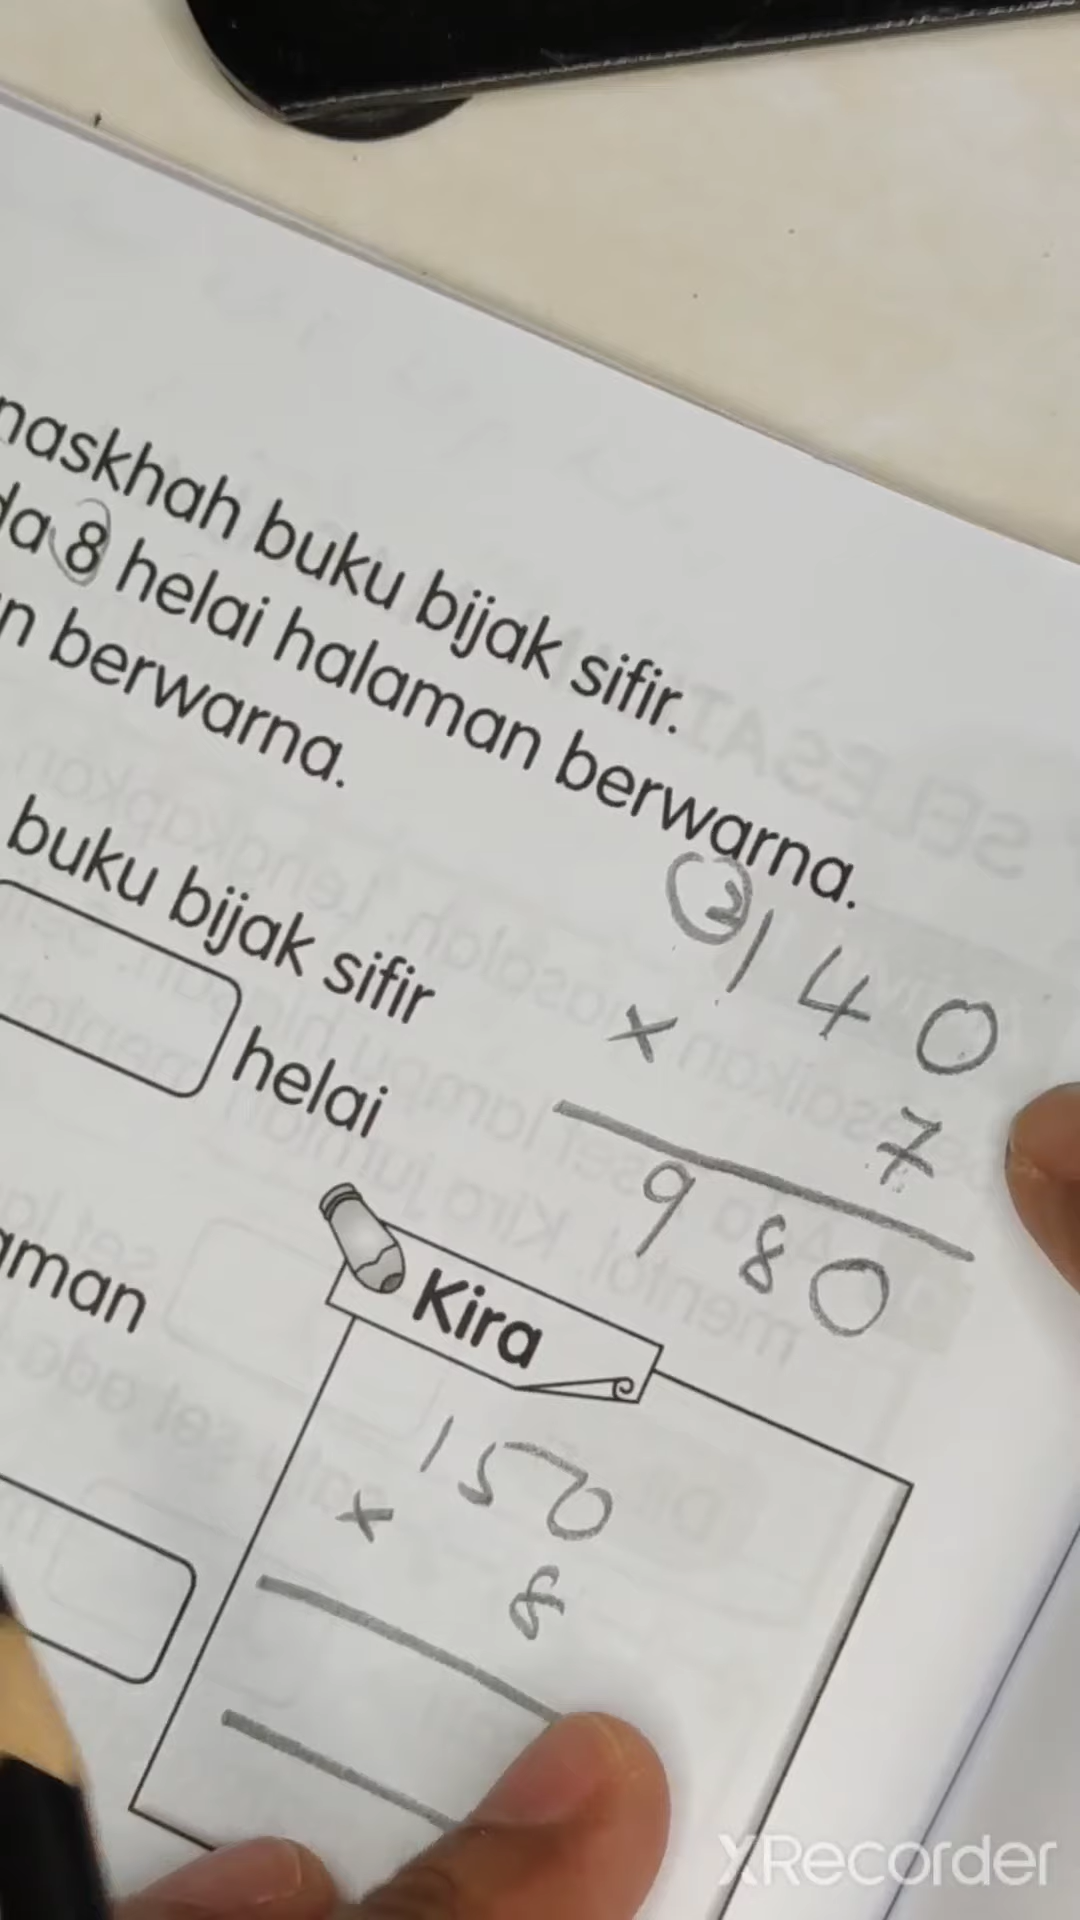 naskhah buku bijak sifir.
da 8 helai halaman berwarna.
n berwarna.
buku bijak sifir
helai
aman
2
140
× 7
980
Kira
150
× 8
XRecorder